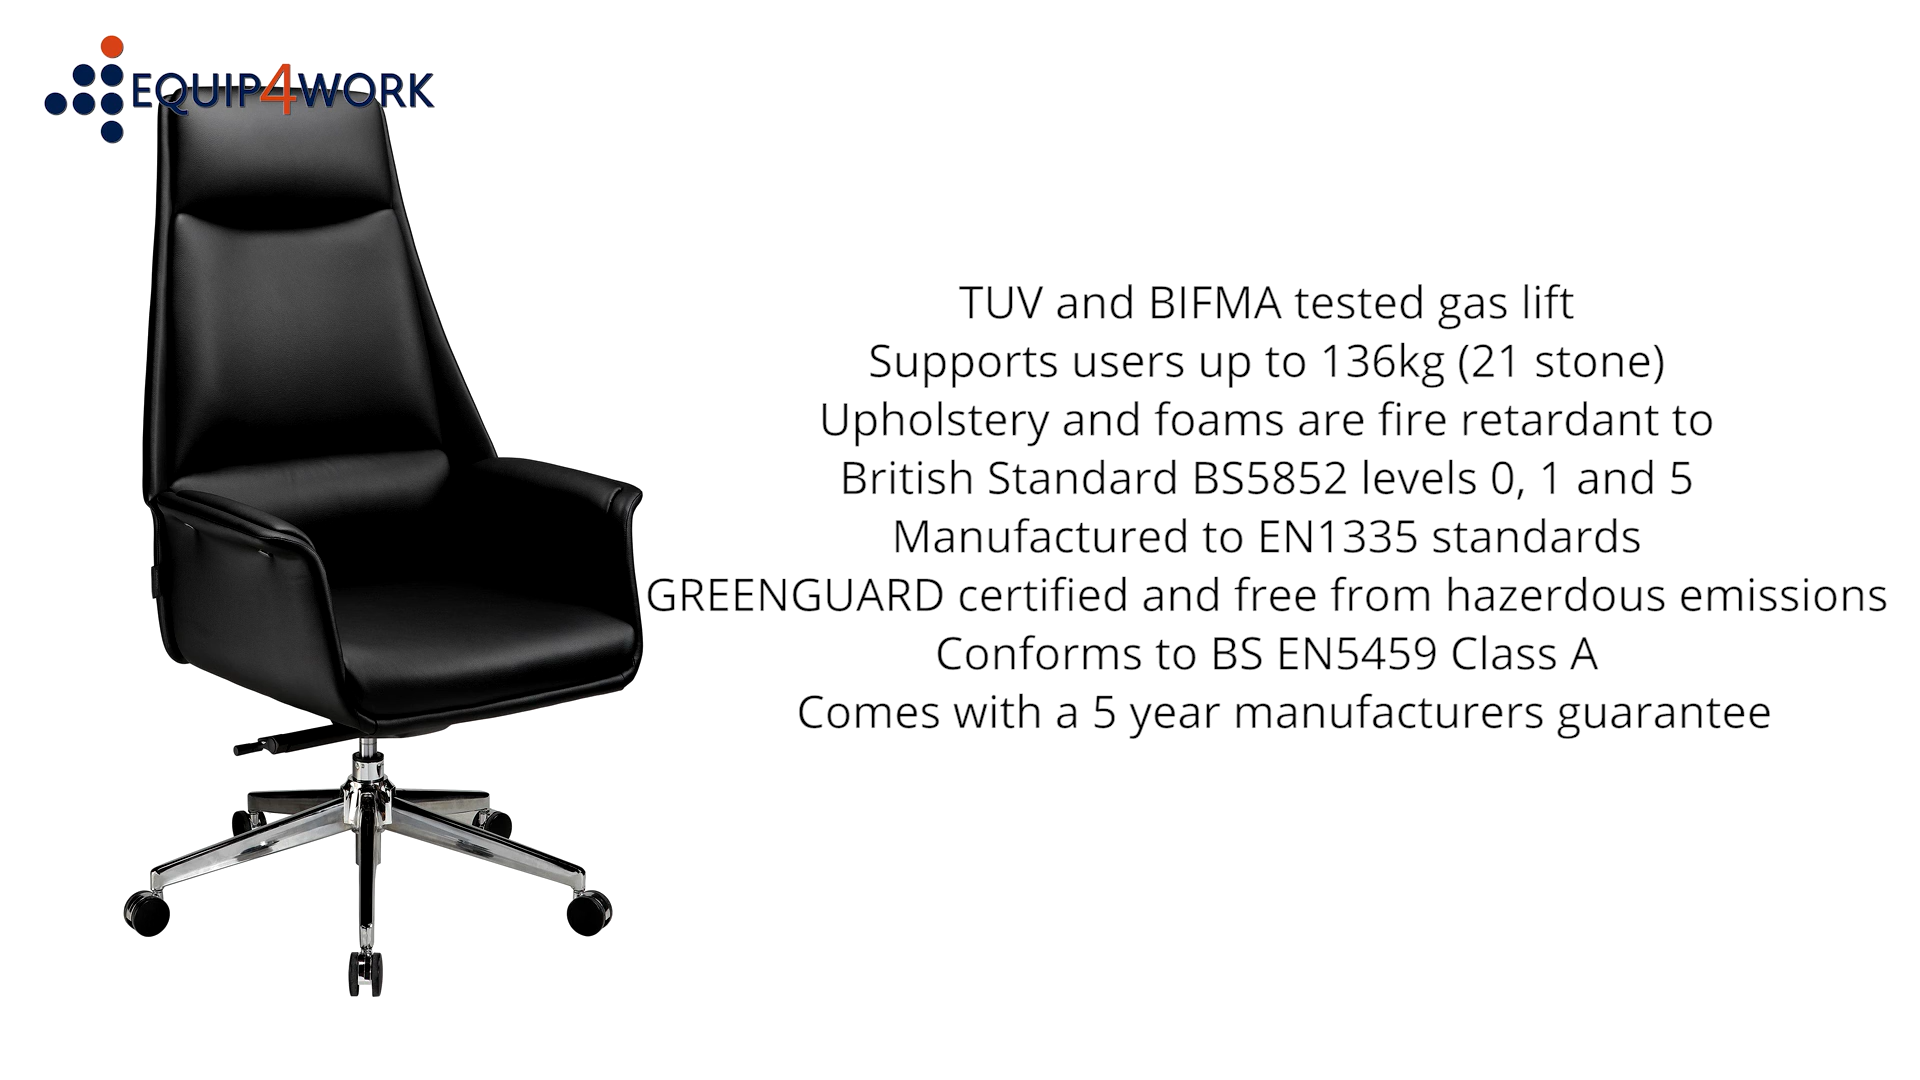 EQUIP4WORK
TUV and BIFMA tested gas lift
Supports users up to 136kg (21 stone)
Upholstery and foams are fire retardant to
British Standard BS5852 levels 0, 1 and 5
Manufactured to EN1335 standards
GREENGUARD certified and free from hazerdous emissions
Conforms to BS EN5459 Class A
Comes with a 5 year manufacturers guarantee